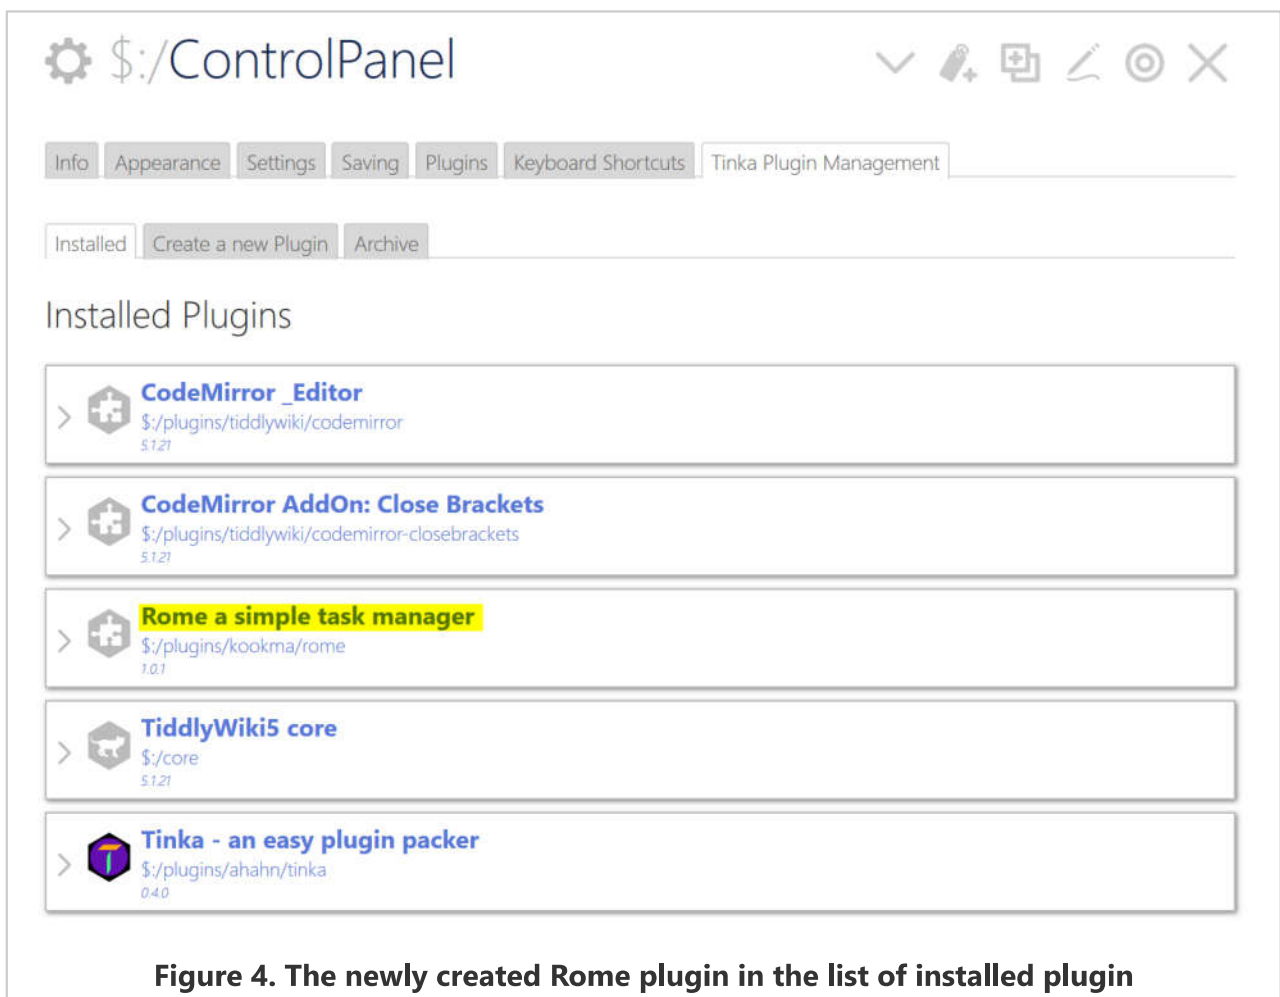 $:/ControlPanel
Info Appearance Settings Saving Plugins Keyboard Shortcuts Tinka Plugin Management
Installed Create a new Plugin Archive
Installed Plugins
CodeMirror _Editor
$:/plugins/tiddlywiki/codemirror
5.1.21
CodeMirror AddOn: Close Brackets
$:/plugins/tiddlywiki/codemirror-closebrackets
5.1.21
Rome a simple task manager
$:/plugins/kookma/rome
1.0.1
TiddlyWiki5 core
$:/core
5.1.21
Tinka - an easy plugin packer
$:/plugins/ahahn/tinka
0.4.0
Figure 4. The newly created Rome plugin in the list of installed plugin